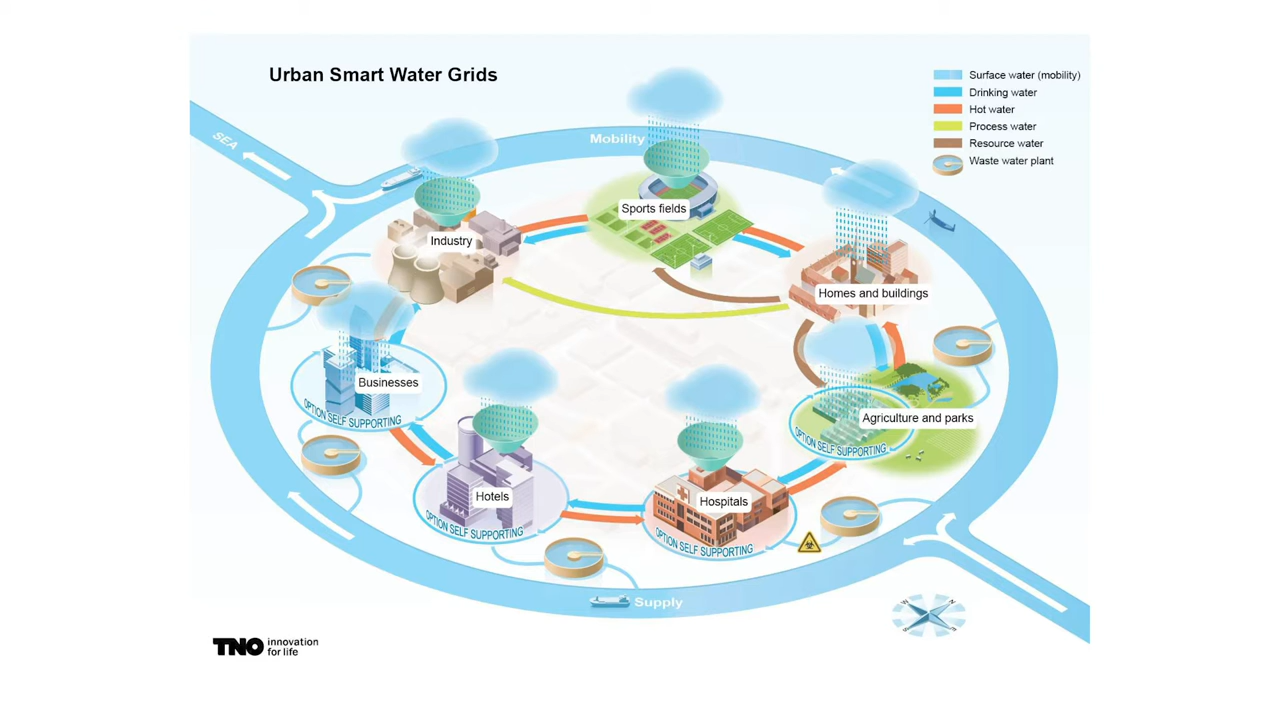 Urban Smart Water Grids
Surface water (mobility)
Drinking water
Hot water
Process water
Resource water
Waste water plant
SEA
Mobility
Sports fields
Industry
Homes and buildings
Businesses
OPTION SELF SUPPORTING
Agriculture and parks
OPTION SELF SUPPORTING
Hotels
OPTION SELF SUPPORTING
Hospitals
OPTION SELF SUPPORTING
Supply
W
N
S
E
TNO innovation
for life